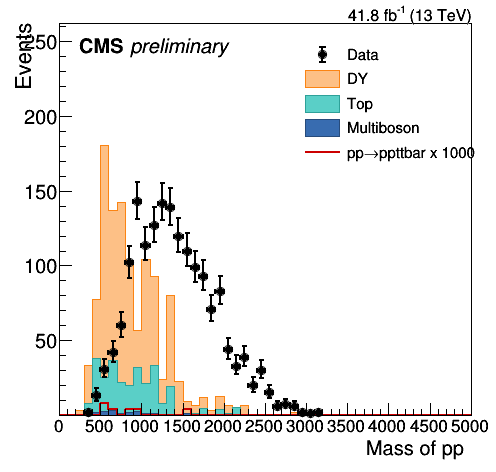 41.8 fb⁻¹ (13 TeV)
CMS preliminary
Events
Data
DY
Top
Multiboson
pp→ppttbar x 1000
250
200
150
100
50
0 500 1000 1500 2000 2500 3000 3500 4000 4500 5000
Mass of pp